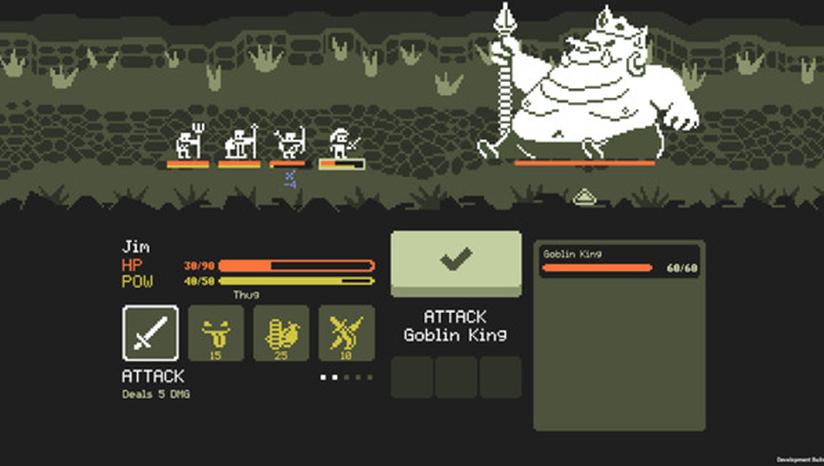 Jim
HP 30/90
POW 40/50
Thug
15 25 10
ATTACK
Deals 5 DMG
ATTACK
Goblin King
Goblin King
60/60